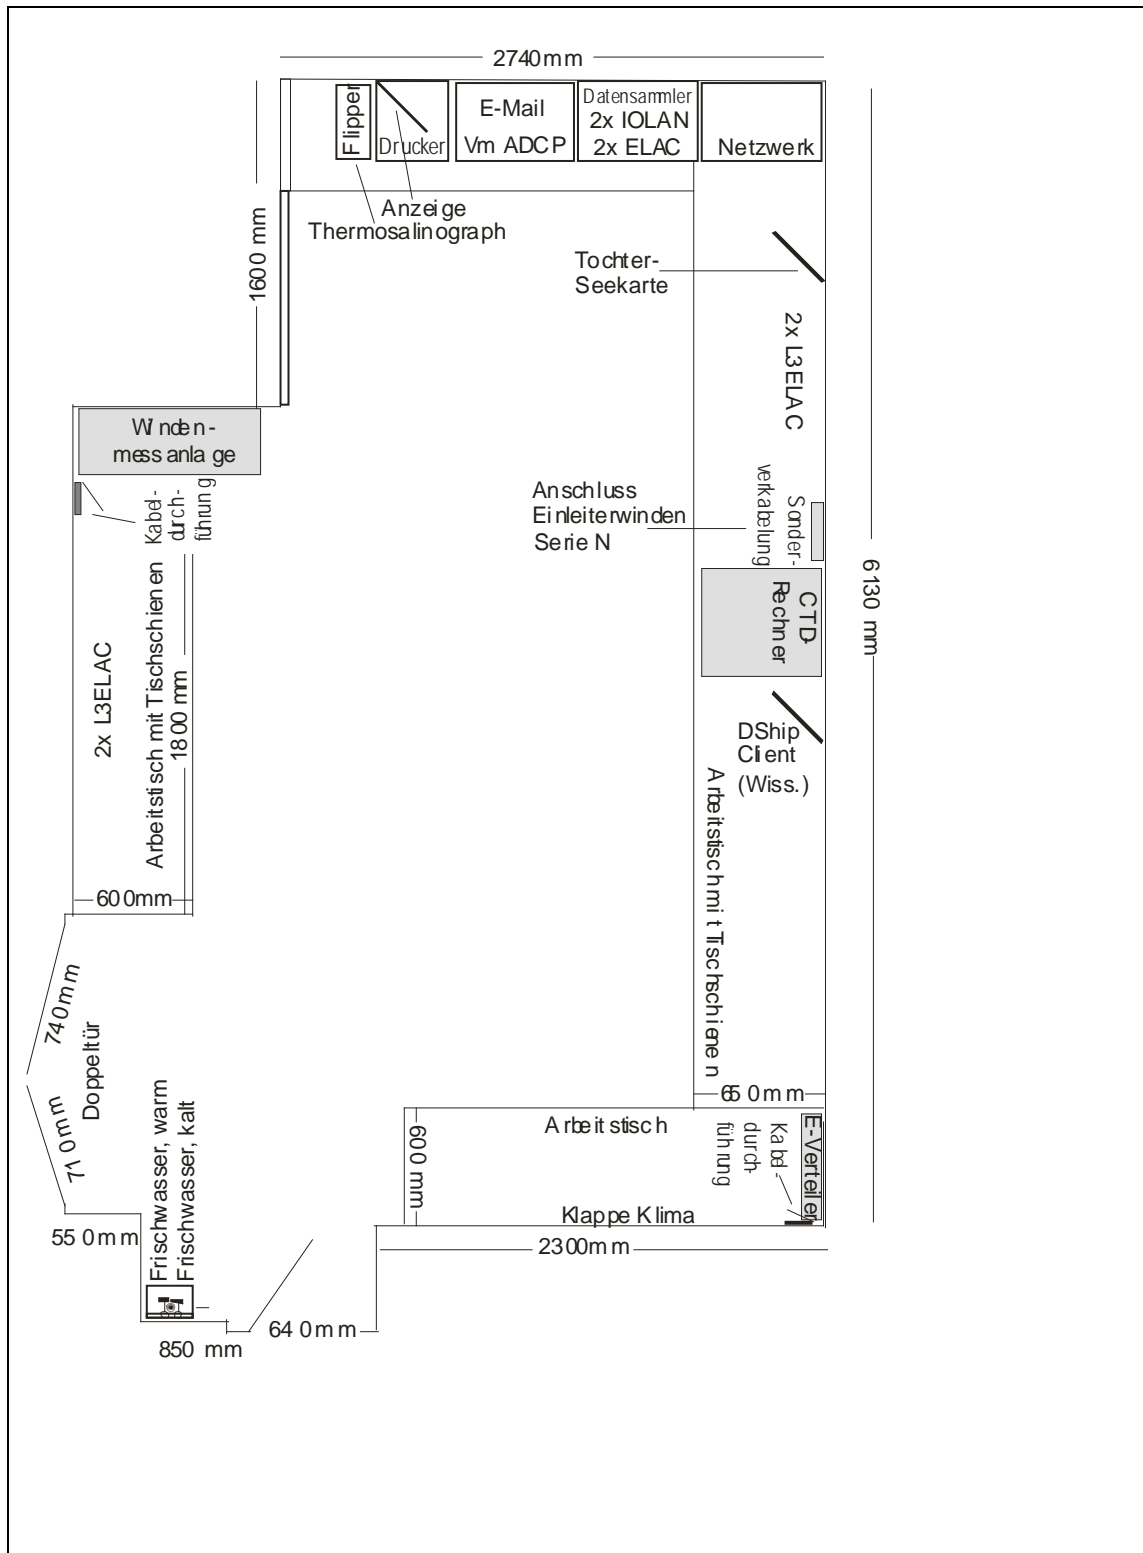 2740mm
Flipper
Drucker
E-Mail
Vm ADCP
Datensammler
2x IOLAN
2x ELAC
Netzwerk
Anzeige
Thermosalinograph
1600 mm
Tochter-
Seekarte
2x L3ELAC
Winden-
messanlage
Kabel-
durch-
führung
Anschluss
Einleiterwinden
Serie N
Sonder-
verkabelung
CTD-
Rechner
6130 mm
2x L3ELAC
Arbeitstisch mit Tischschienen
1800 mm
600mm
DShip
Client
(Wiss.)
Arbeitstisch mit Tischschienen
650mm
740mm
Doppeltür
710mm
550mm
Frischwasser, warm
Frischwasser, kalt
850 mm
640mm
600 mm
Arbeitstisch
Kabel-
durch-
führung
E-Verteiler
Klappe Klima
2300mm